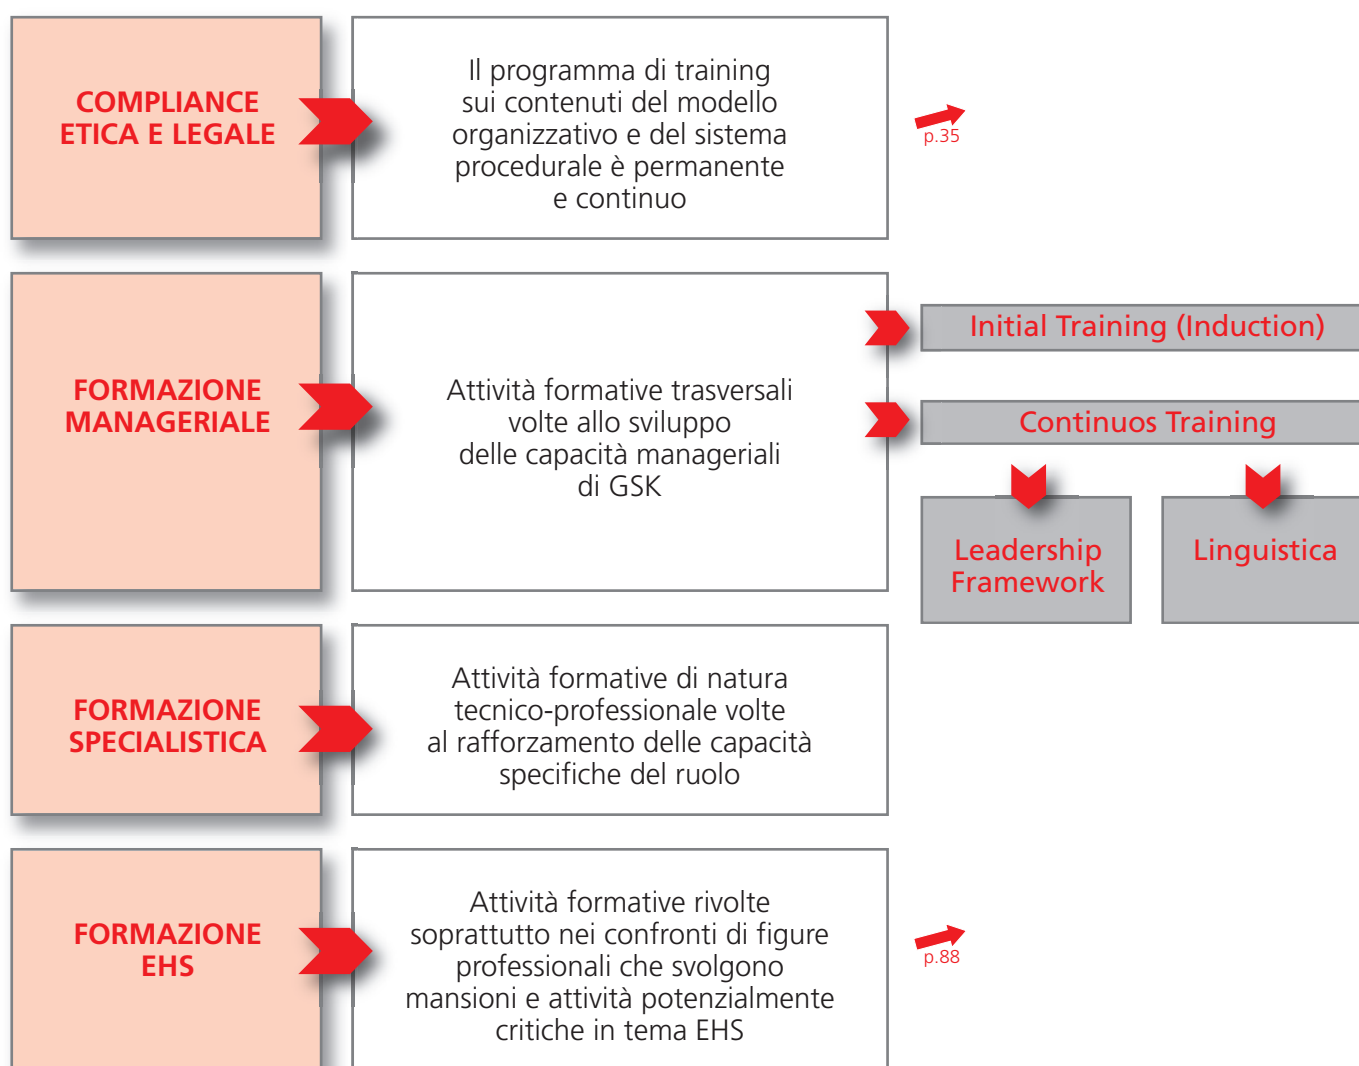 COMPLIANCE
ETICA E LEGALE
Il programma di training
sui contenuti del modello
organizzativo e del sistema
procedurale è permanente
e continuo
p.35
FORMAZIONE
MANAGERIALE
Attività formative trasversali
volte allo sviluppo
delle capacità manageriali
di GSK
Initial Training (Induction)
Continuos Training
Leadership
Framework
Linguistica
FORMAZIONE
SPECIALISTICA
Attività formative di natura
tecnico-professionale volte
al rafforzamento delle capacità
specifiche del ruolo
FORMAZIONE
EHS
Attività formative rivolte
soprattutto nei confronti di figure
professionali che svolgono
mansioni e attività potenzialmente
critiche in tema EHS
p.88